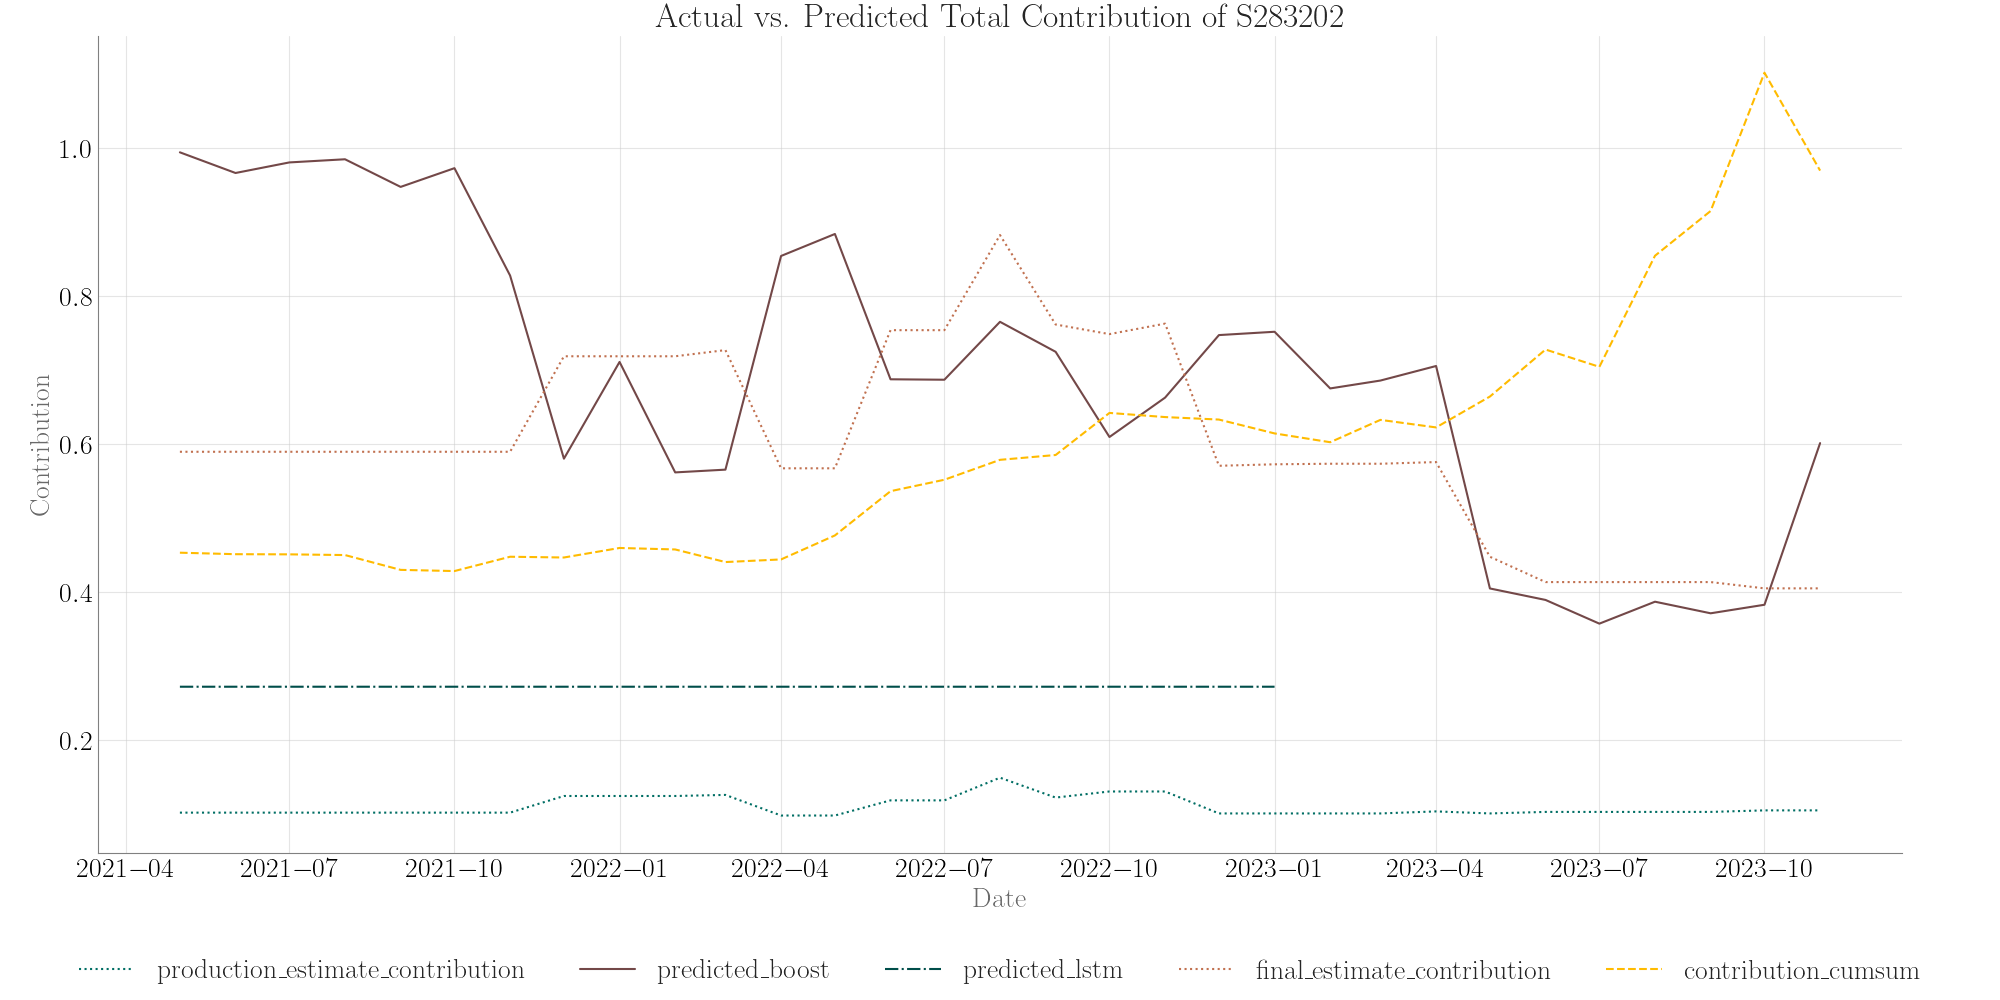 Actual vs. Predicted Total Contribution of S283202
Contribution
1.0
0.8
0.6
0.4
0.2
2021−04 2021−07 2021−10 2022−01 2022−04 2022−07 2022−10 2023−01 2023−04 2023−07 2023−10
Date
production_estimate_contribution predicted_boost predicted_lstm final_estimate_contribution contribution_cumsum